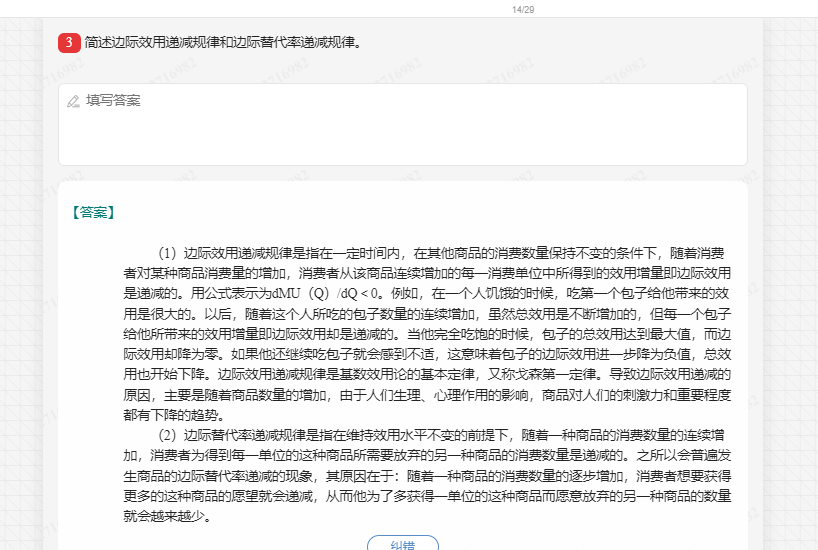 14/29
3 简述边际效用递减规律和边际替代率递减规律。
填写答案
【答案】
（1）边际效用递减规律是指在一定时间内，在其他商品的消费数量保持不变的条件下，随着消费
者对某种商品消费量的增加，消费者从该商品连续增加的每一消费单位中所得到的效用增量即边际效用
是递减的。用公式表示为dMU（Q）/dQ＜0。例如，在一个人饥饿的时候，吃第一个包子给他带来的效
用是很大的。以后，随着这个人所吃的包子数量的连续增加，虽然总效用是不断增加的，但每一个包子
给他所带来的效用增量即边际效用却是递减的。当他完全吃饱的时候，包子的总效用达到最大值，而边
际效用却降为零。如果他还继续吃包子就会感到不适，这意味着包子的边际效用进一步降为负值，总效
用也开始下降。边际效用递减规律是基数效用论的基本定律，又称戈森第一定律。导致边际效用递减的
原因，主要是随着商品数量的增加，由于人们生理、心理作用的影响，商品对人们的刺激力和重要程度
都有下降的趋势。
（2）边际替代率递减规律是指在维持效用水平不变的前提下，随着一种商品的消费数量的连续增
加，消费者为得到每一单位的这种商品所需要放弃的另一种商品的消费数量是递减的。之所以会普遍发
生商品的边际替代率递减的现象，其原因在于：随着一种商品的消费数量的逐步增加，消费者想要获得
更多的这种商品的愿望就会递减，从而他为了多获得一单位的这种商品而愿意放弃的另一种商品的数量
就会越来越少。
纠错